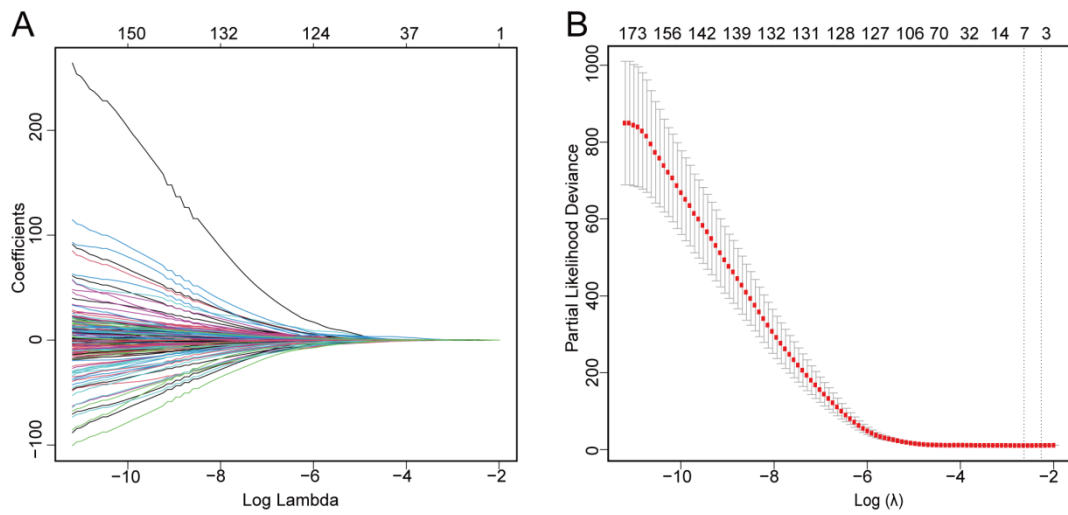 A
150 132 124 37 1
200
100
0
−100
Coefficients
−10 −8 −6 −4 −2
Log Lambda
B
173 156 142 139 132 131 128 127 106 70 32 14 7 3
1000
800
600
400
200
0
Partial Likelihood Deviance
−10 −8 −6 −4 −2
Log (λ)